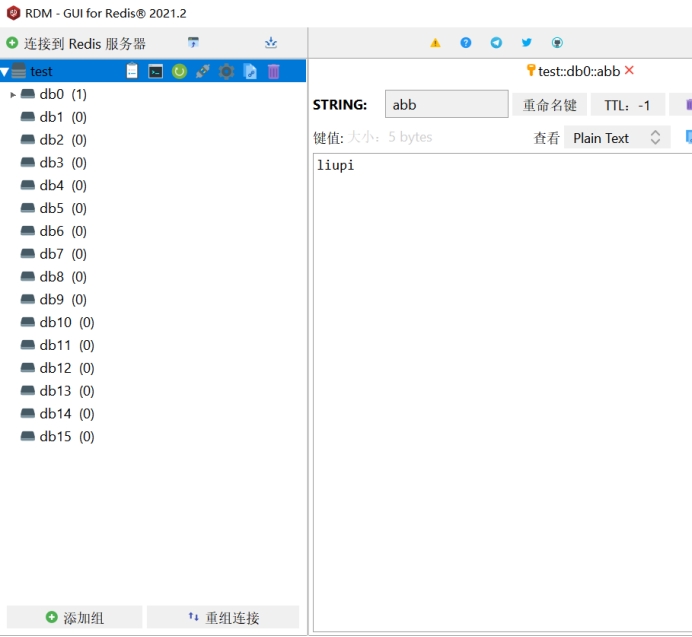 RDM - GUI for Redis® 2021.2
连接到 Redis 服务器
test
db0 (1)
db1 (0)
db2 (0)
db3 (0)
db4 (0)
db5 (0)
db6 (0)
db7 (0)
db8 (0)
db9 (0)
db10 (0)
db11 (0)
db12 (0)
db13 (0)
db14 (0)
db15 (0)
添加组
重组连接
test::db0::abb
STRING: abb 重命名键 TTL：-1
键值: 大小：5 bytes 查看 Plain Text
liupi